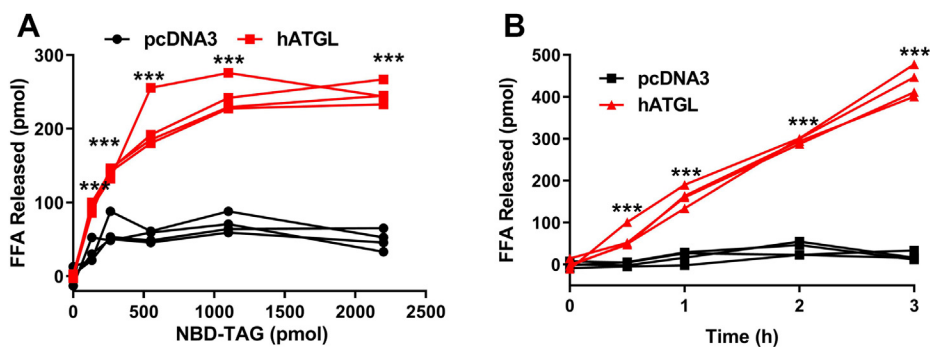 A
pcDNA3 hATGL
300
200
100
0
FFA Released (pmol)
*** *** *** *** ***
0 500 1000 1500 2000 2500
NBD-TAG (pmol)
B
500
400
300
200
100
0
FFA Released (pmol)
pcDNA3
hATGL
*** *** *** ***
0 1 2 3
Time (h)